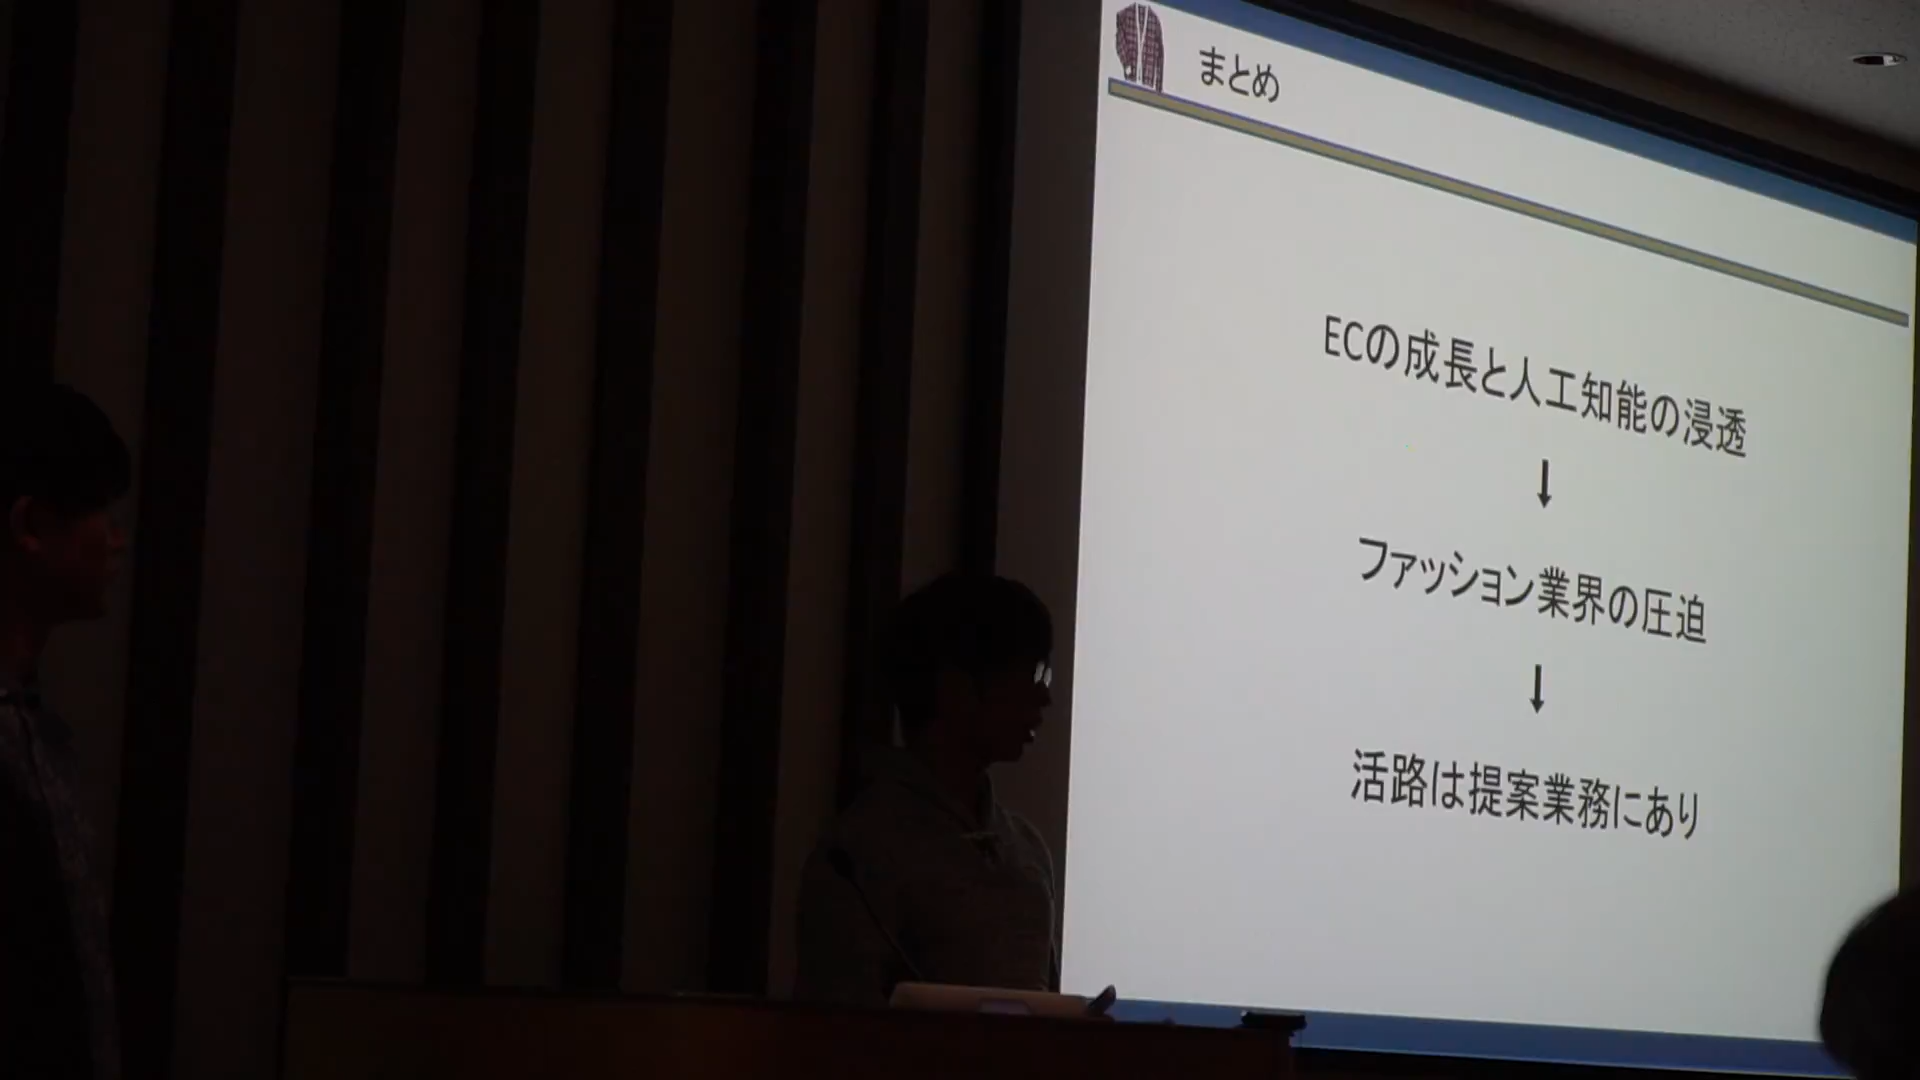 まとめ
ECの成長と人工知能の浸透
↓
ファッション業界の圧迫
↓
活路は提案業務にあり